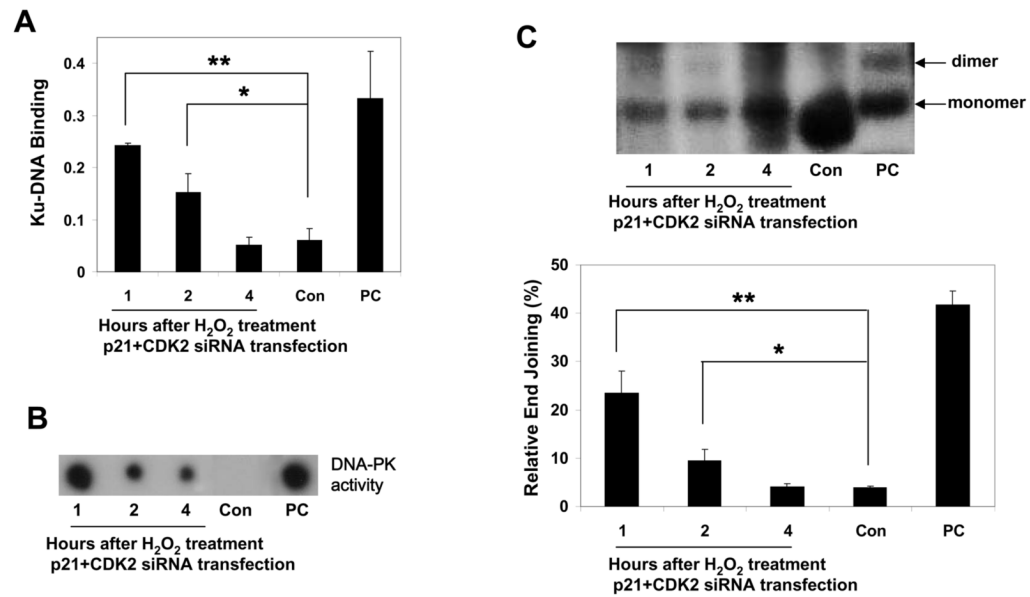 A
Ku-DNA Binding
0.4
0.3
0.2
0.1
0
**
*
1 2 4 Con PC
Hours after H₂O₂ treatment
p21+CDK2 siRNA transfection
B
DNA-PK
activity
1 2 4 Con PC
Hours after H₂O₂ treatment
p21+CDK2 siRNA transfection
C
dimer
monomer
1 2 4 Con PC
Hours after H₂O₂ treatment
p21+CDK2 siRNA transfection
Relative End Joining (%)
50
40
30
20
10
0
**
*
1 2 4 Con PC
Hours after H₂O₂ treatment
p21+CDK2 siRNA transfection